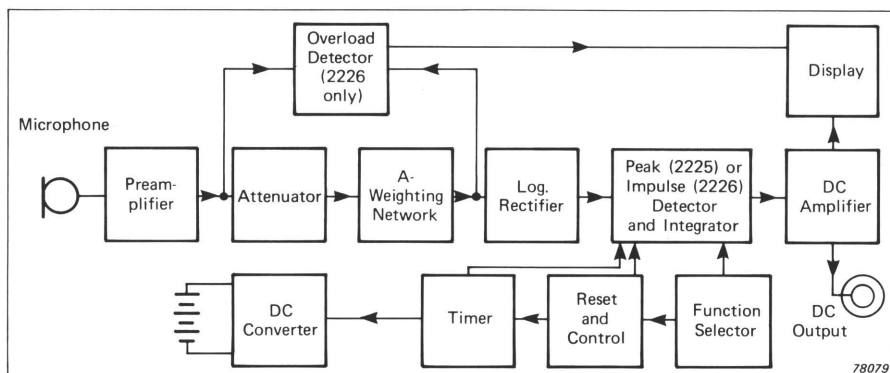 Overload
Detector
(2226
only)
Display
Microphone
Pream-
plifier
Attenuator
A-
Weighting
Network
Log.
Rectifier
Peak (2225) or
Impulse (2226)
Detector
and Integrator
DC
Amplifier
DC
Converter
Timer
Reset
and
Control
Function
Selector
DC
Output
78079